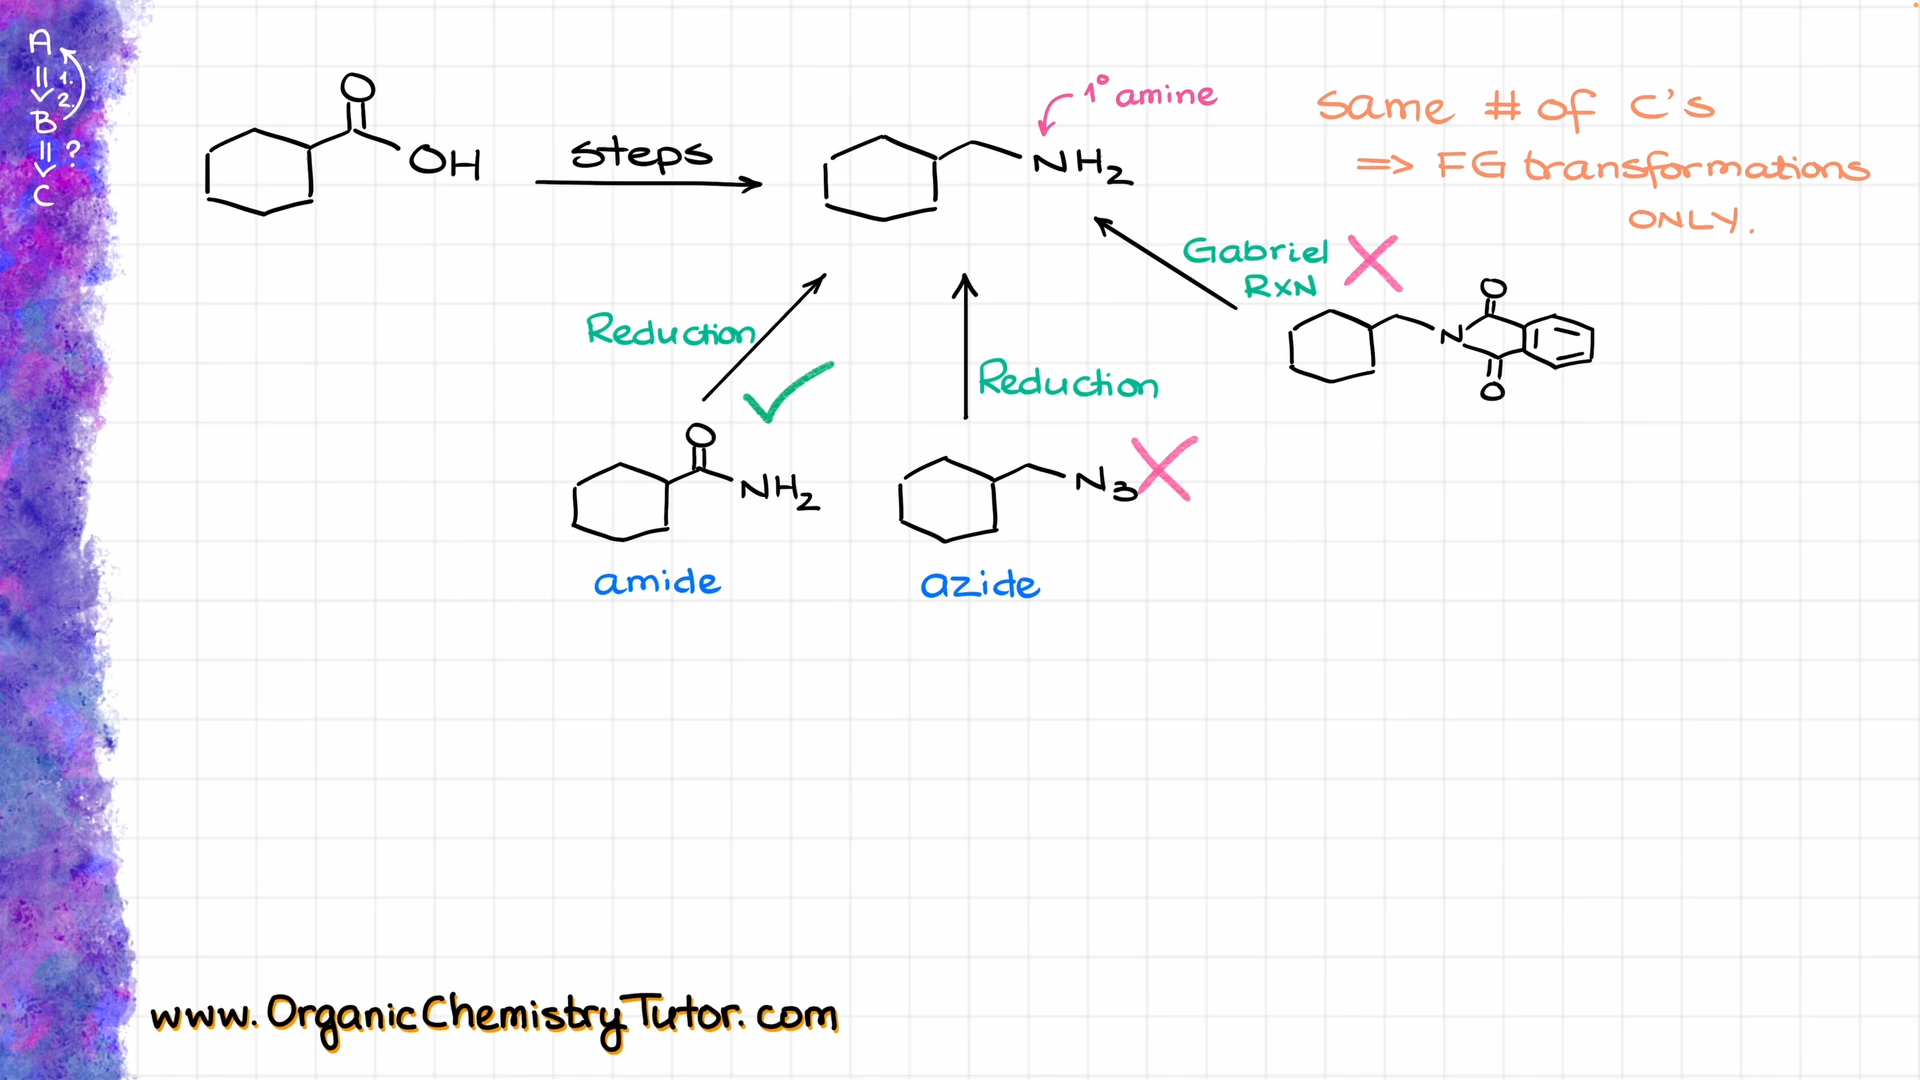 A
1.
2.
B
?
C
O
OH
steps
1° amine
NH2
Same # of C's
=> FG transformations
ONLY.
Gabriel
RXN
O
N
O
Reduction
Reduction
O
NH2
N3
amide
azide
www.OrganicChemistryTutor.com